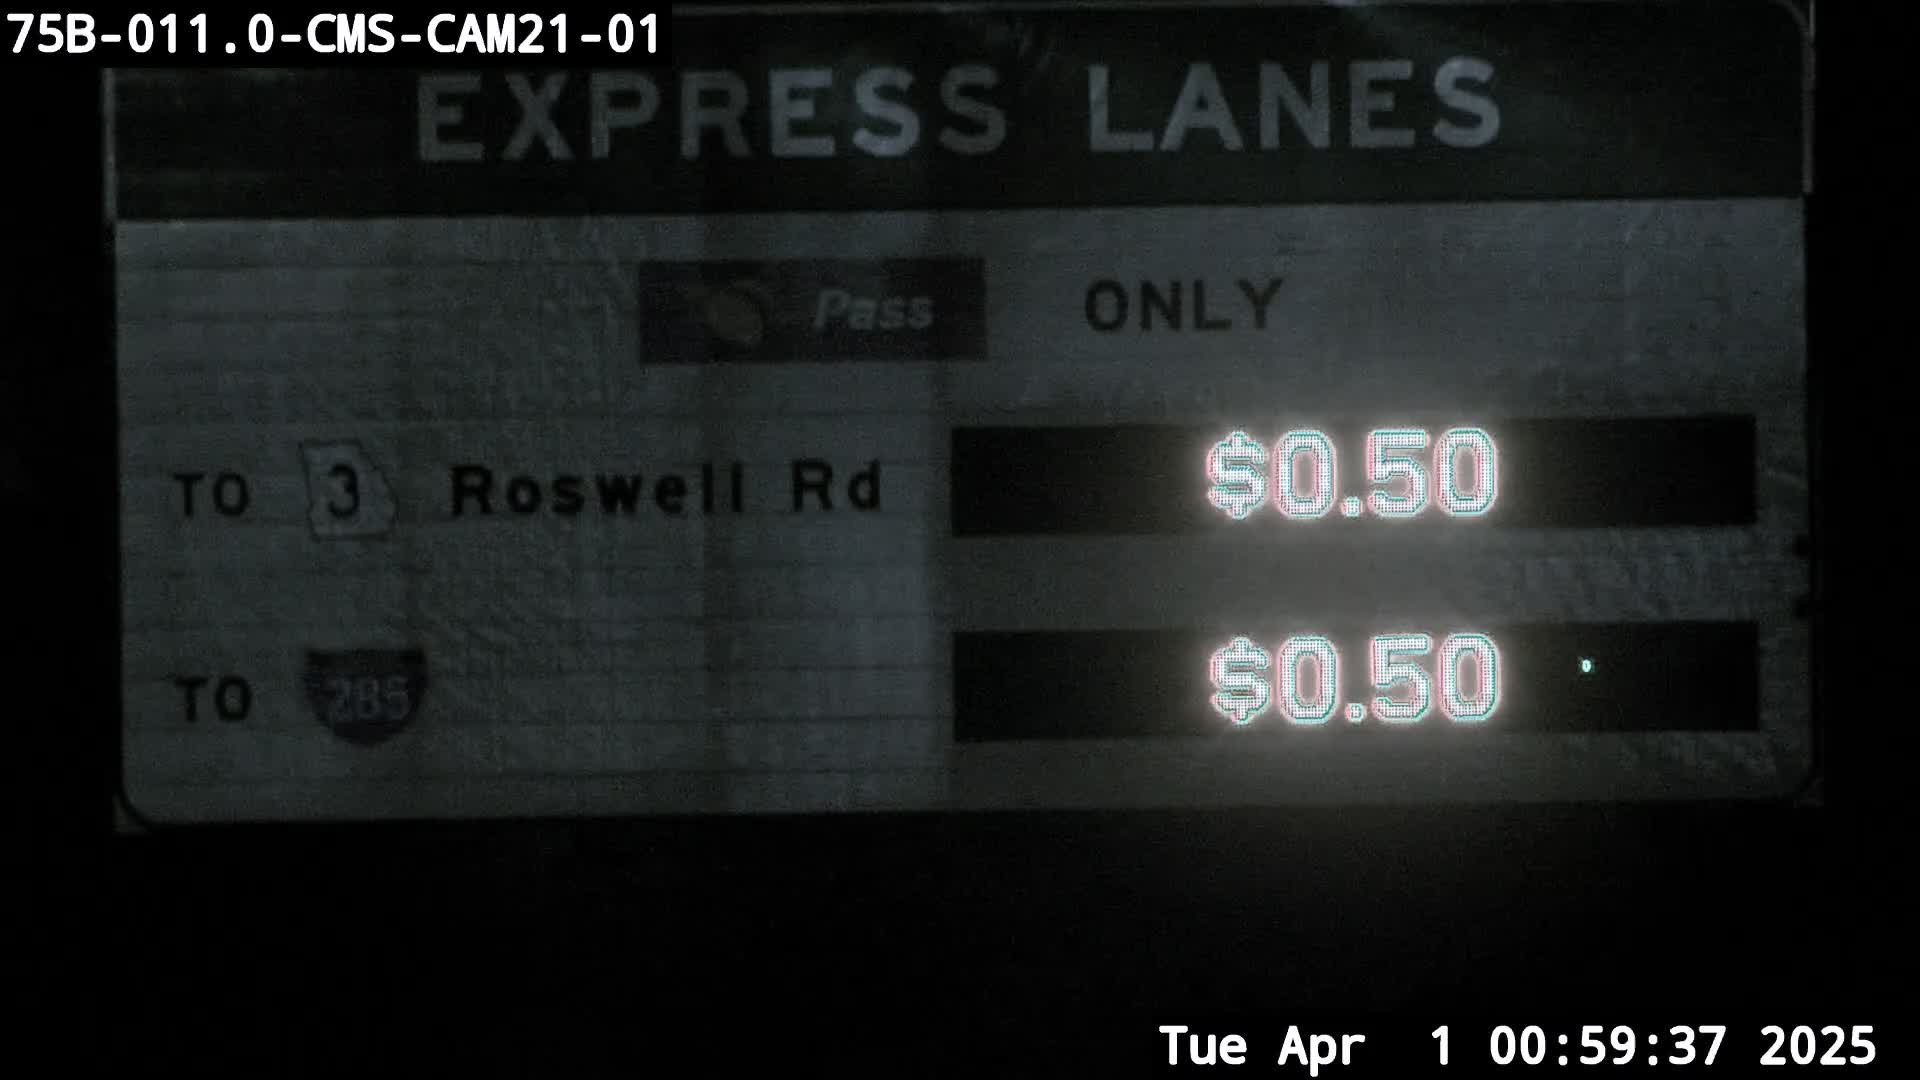 75B-011.0-CMS-CAM21-01
EXPRESS LANES
Pass ONLY
TO 3 Roswell Rd $0.50
TO 285 $0.50
Tue Apr 1 00:59:37 2025